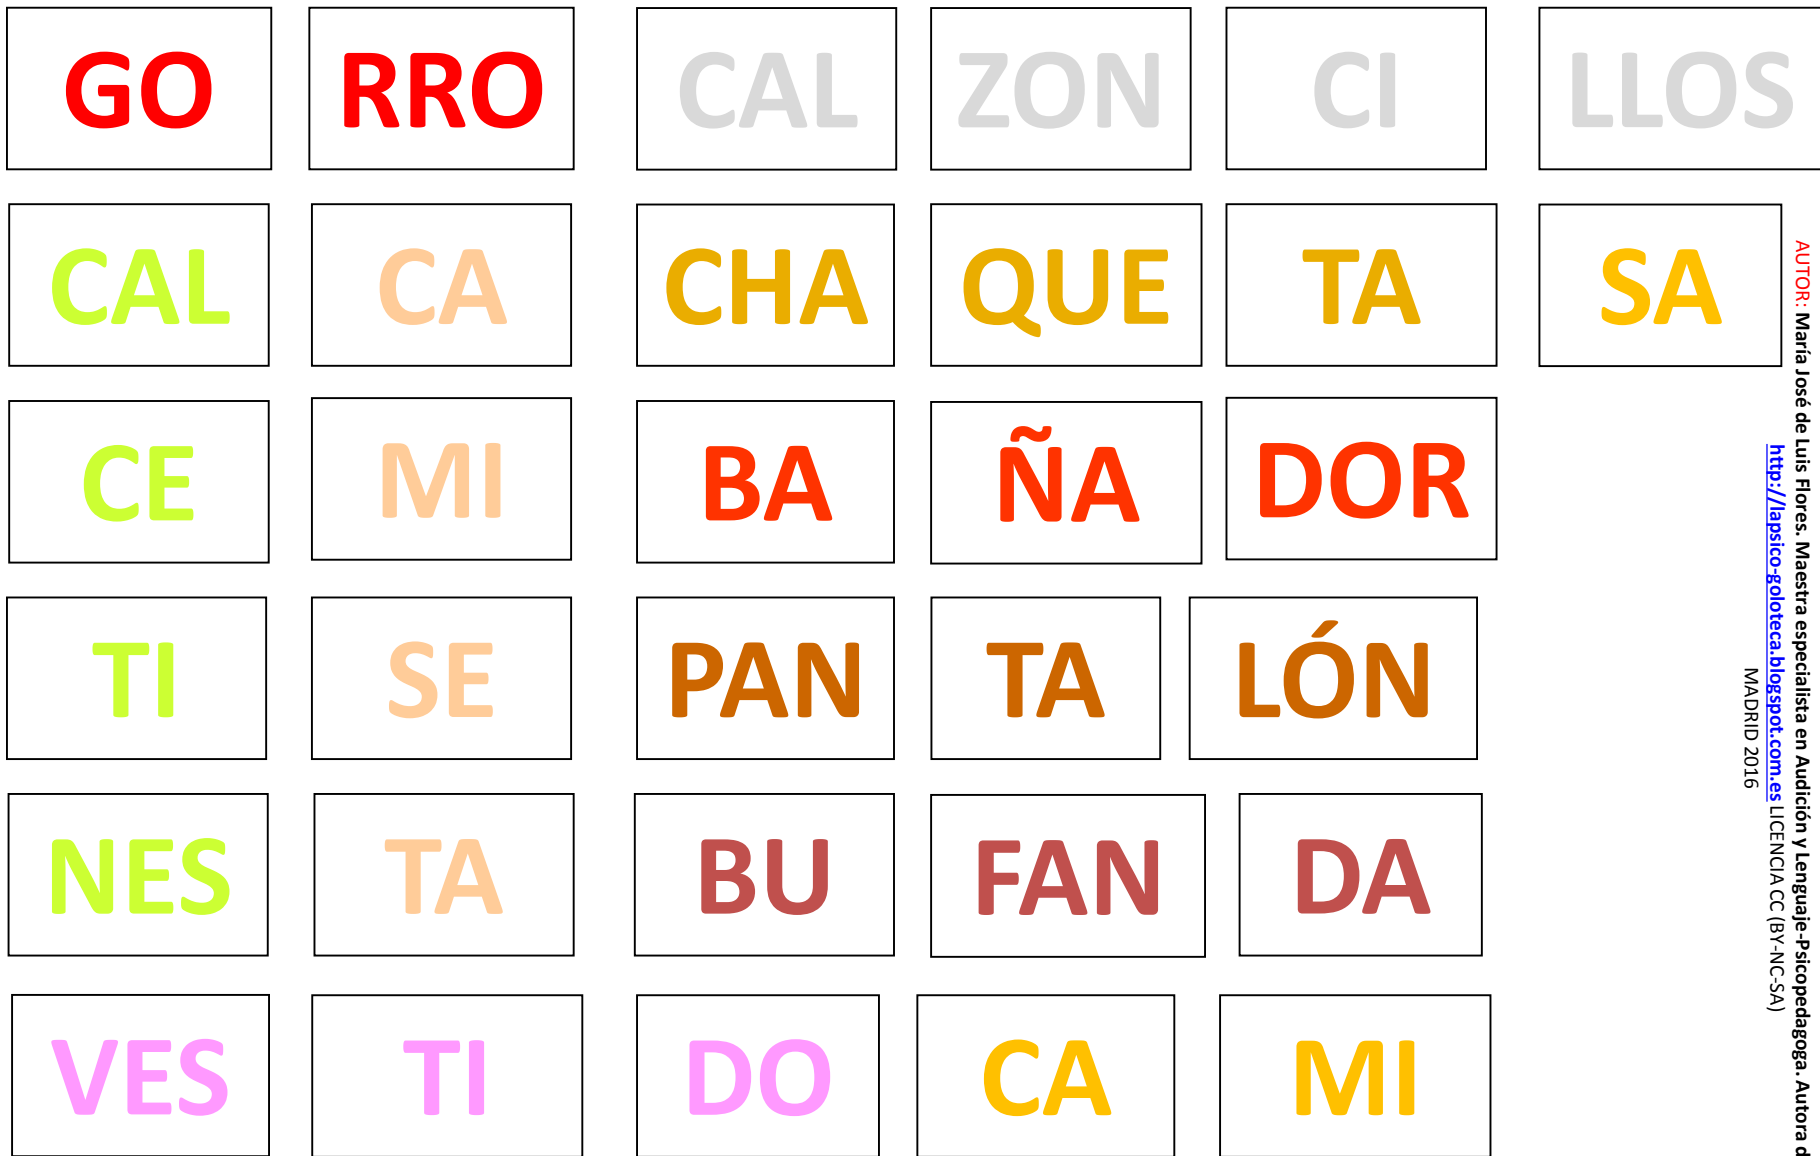 GO RRO CAL ZON CI LLOS
CAL CA CHA QUE TA SA
CE MI BA ÑA DOR
TI SE PAN TA LÓN
NES TA BU FAN DA
VES TI DO CA MI
AUTOR: María José de Luis Flores. Maestra especialista en Audición y Lenguaje-Psicopedagoga. Autora d
http://lapsico-goloteca.blogspot.com.es LICENCIA CC (BY-NC-SA)
MADRID 2016